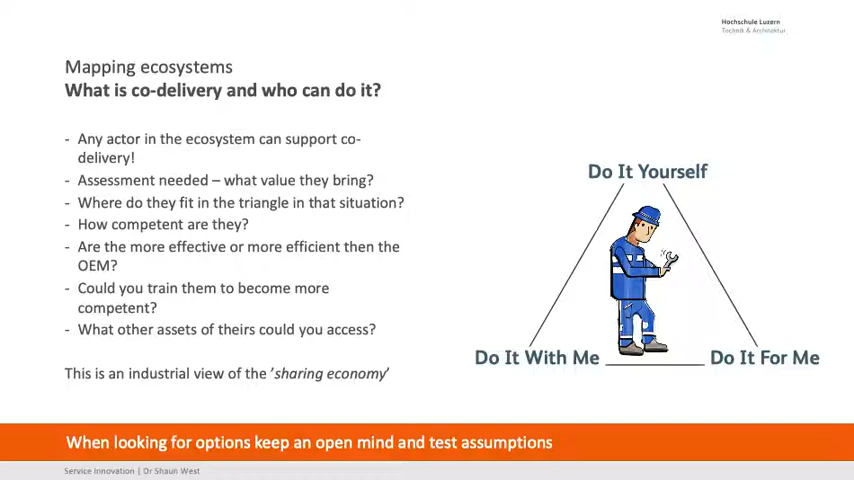 Hochschule Luzern
Technik & Architektur
Mapping ecosystems
What is co-delivery and who can do it?
- Any actor in the ecosystem can support co-
delivery!
- Assessment needed – what value they bring?
- Where do they fit in the triangle in that situation?
- How competent are they?
- Are the more effective or more efficient then the
OEM?
- Could you train them to become more
competent?
- What other assets of theirs could you access?
This is an industrial view of the ’sharing economy’
Do It Yourself
Do It With Me
Do It For Me
When looking for options keep an open mind and test assumptions
Service Innovation | Dr Shaun West